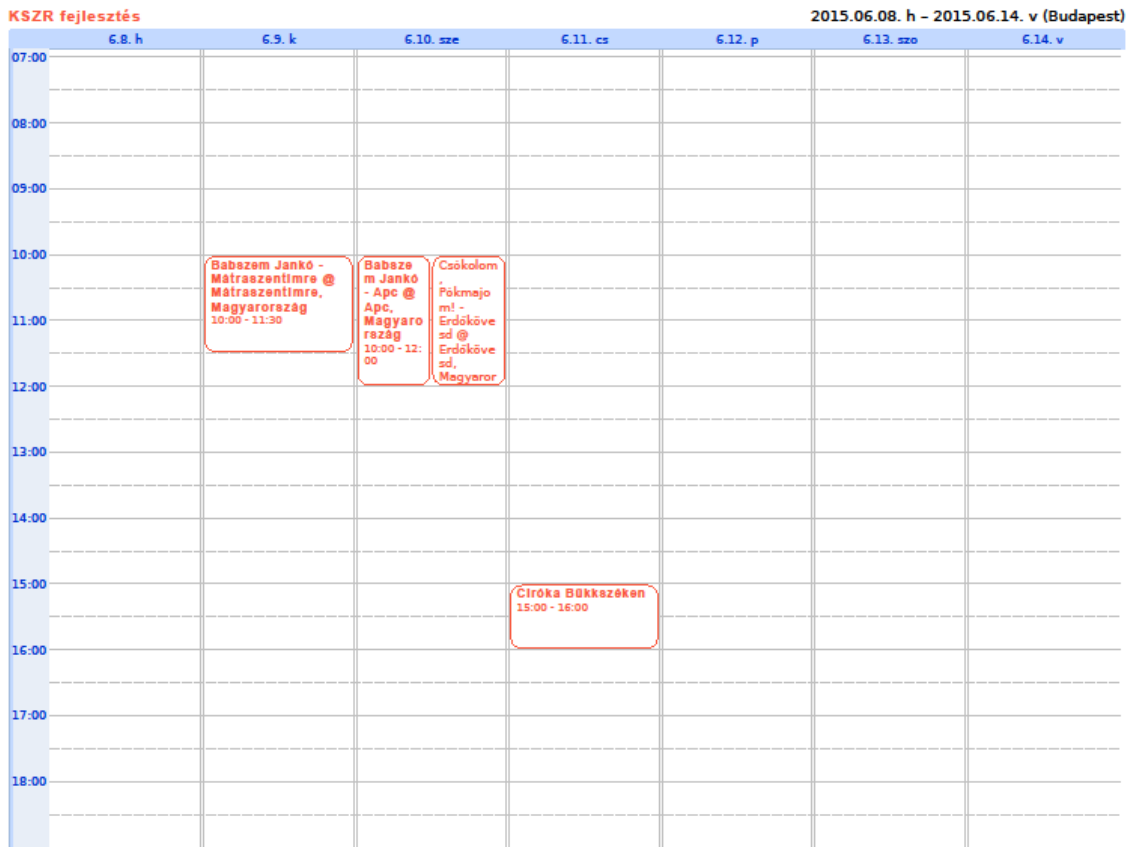 KSZR fejlesztés
2015.06.08. h – 2015.06.14. v (Budapest)
6.8. h
6.9. k
6.10. sze
6.11. cs
6.12. p
6.13. szo
6.14. v
07:00
08:00
09:00
10:00
Babszem Jankó -
Mátraszentimre @
Mátraszentimre,
Magyarország
10:00 - 11:30
Babsze
m Jankó
- Apc @
Apc,
Magyaro
rszág
10:00 - 12:
00
Csókolom
,
Pókmajo
m! -
Erdőköve
sd @
Erdőköve
sd,
Magyaror
11:00
12:00
13:00
14:00
15:00
Ciróka Bükkszéken
15:00 - 16:00
16:00
17:00
18:00